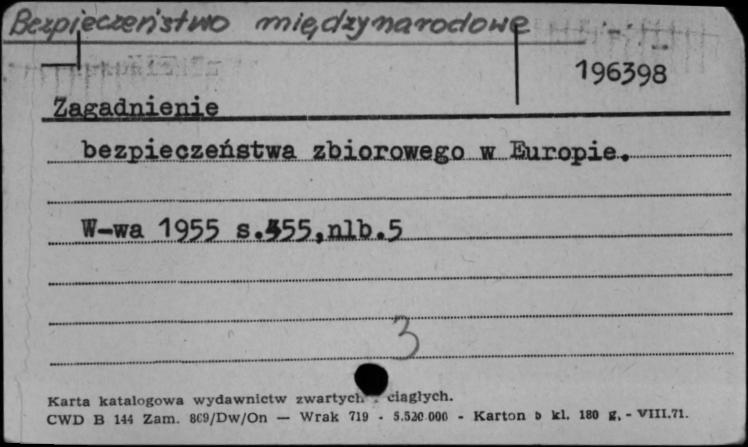 Bezpieczeństwo międzynarodowe
196398
Zagadnienie
bezpieczeństwa zbiorowego w Europie.
W-wa 1955 s.355,nlb.5
3
Karta katalogowa wydawnictw zwartych ciągłych.
CWD B 144 Zam. 869/Dw/On — Wrak 719 - 5.520 000 - Karton b kl. 180 g. - VIII.71.